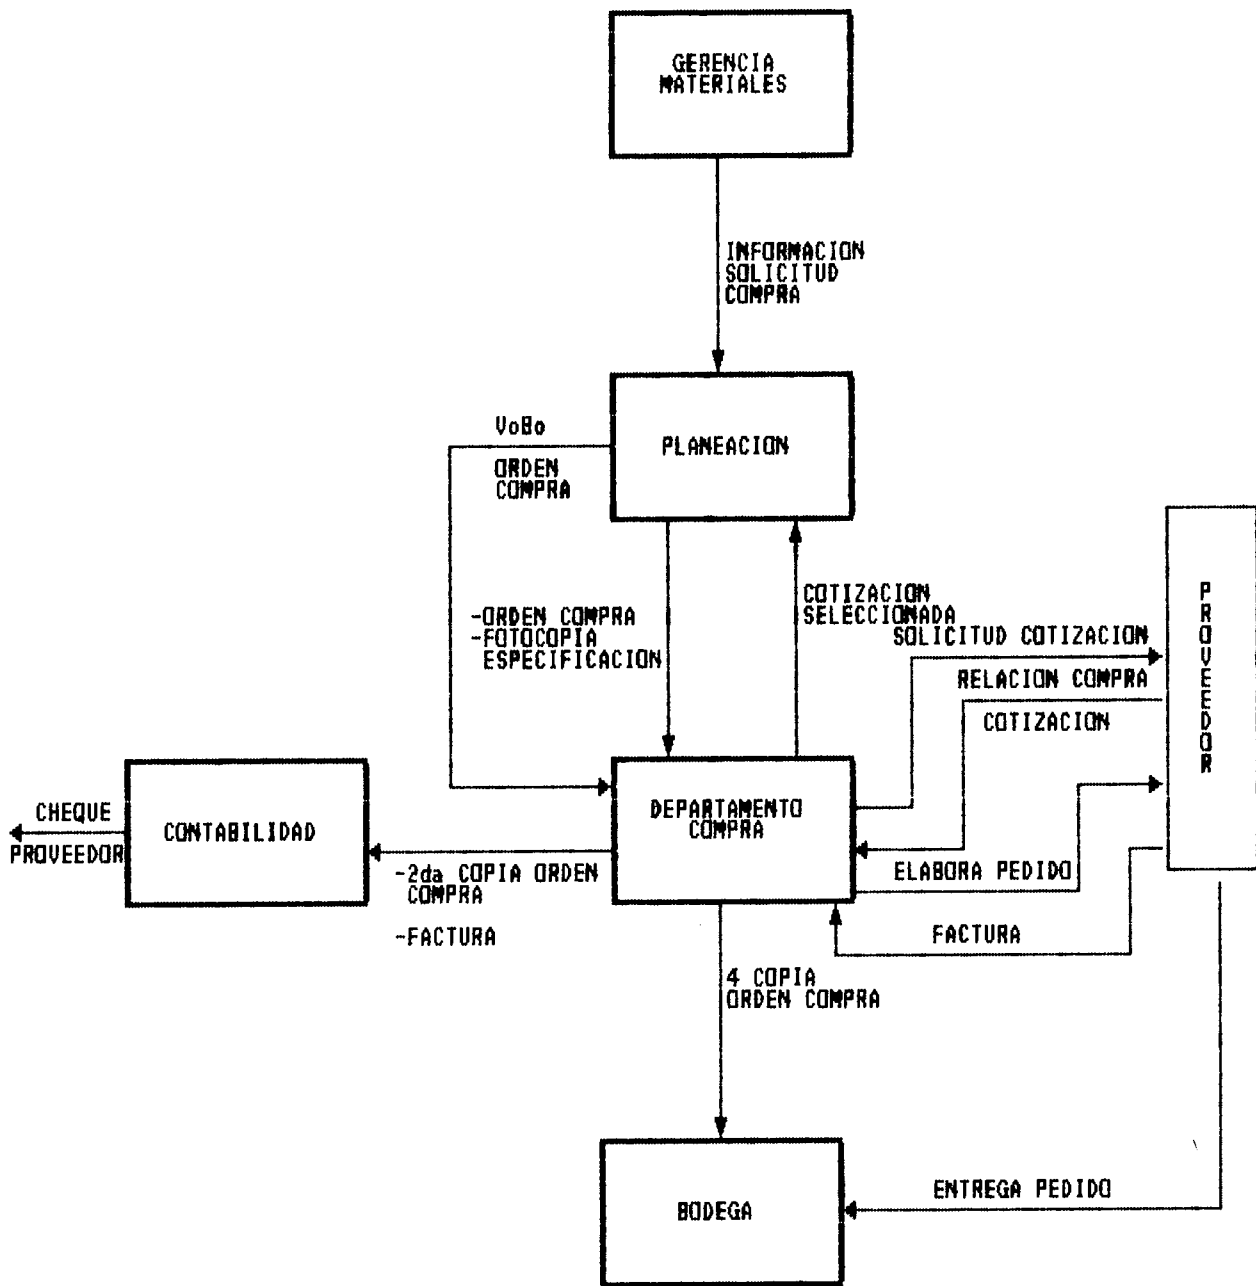 GERENCIA
MATERIALES
INFORMACION
SOLICITUD
COMPRA
VoBo
ORDEN
COMPRA
PLANEACION
-ORDEN COMPRA
-FOTOCOPIA
ESPECIFICACION
COTIZACION
SELECCIONADA
SOLICITUD COTIZACION
RELACION COMPRA
COTIZACION
PROVEEDOR
CHEQUE
PROVEEDOR
CONTABILIDAD
DEPARTAMENTO
COMPRA
-2da COPIA ORDEN
COMPRA
-FACTURA
ELABORA PEDIDO
FACTURA
4 COPIA
ORDEN COMPRA
BODEGA
ENTREGA PEDIDO